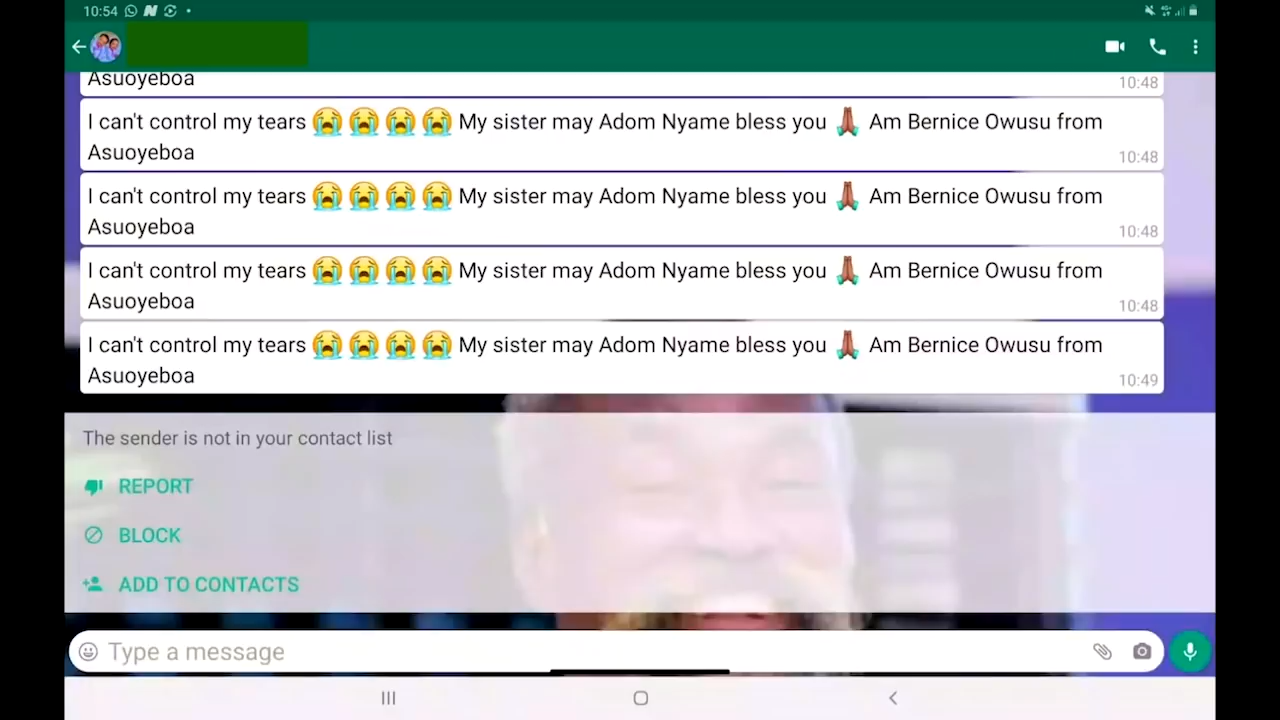 10:54
Asuoyeboa
10:48
I can't control my tears 😭😭😭😭 My sister may Adom Nyame bless you 🙏🏾 Am Bernice Owusu from
Asuoyeboa
10:48
I can't control my tears 😭😭😭😭 My sister may Adom Nyame bless you 🙏🏾 Am Bernice Owusu from
Asuoyeboa
10:48
I can't control my tears 😭😭😭😭 My sister may Adom Nyame bless you 🙏🏾 Am Bernice Owusu from
Asuoyeboa
10:48
I can't control my tears 😭😭😭😭 My sister may Adom Nyame bless you 🙏🏾 Am Bernice Owusu from
Asuoyeboa
10:49
The sender is not in your contact list
REPORT
BLOCK
ADD TO CONTACTS
Type a message